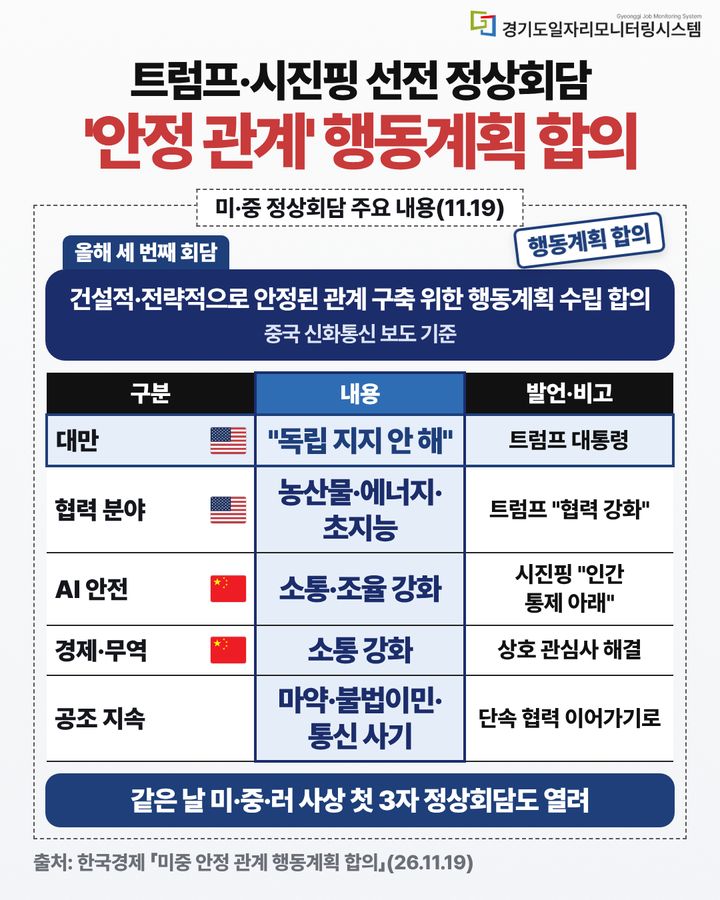 Gyeonggi Job Monitoring System
경기도일자리모니터링시스템
트럼프·시진핑 선전 정상회담
'안정 관계' 행동계획 합의
미·중 정상회담 주요 내용(11.19)
행동계획 합의
올해 세 번째 회담
건설적·전략적으로 안정된 관계 구축 위한 행동계획 수립 합의
중국 신화통신 보도 기준
구분 내용 발언·비고
대만 "독립 지지 안 해" 트럼프 대통령
협력 분야 농산물·에너지·
초지능 트럼프 "협력 강화"
AI 안전 소통·조율 강화 시진핑 "인간
통제 아래"
경제·무역 소통 강화 상호 관심사 해결
공조 지속 마약·불법이민·
통신 사기 단속 협력 이어가기로
같은 날 미·중·러 사상 첫 3자 정상회담도 열려
출처: 한국경제 『미중 안정 관계 행동계획 합의』(26.11.19)